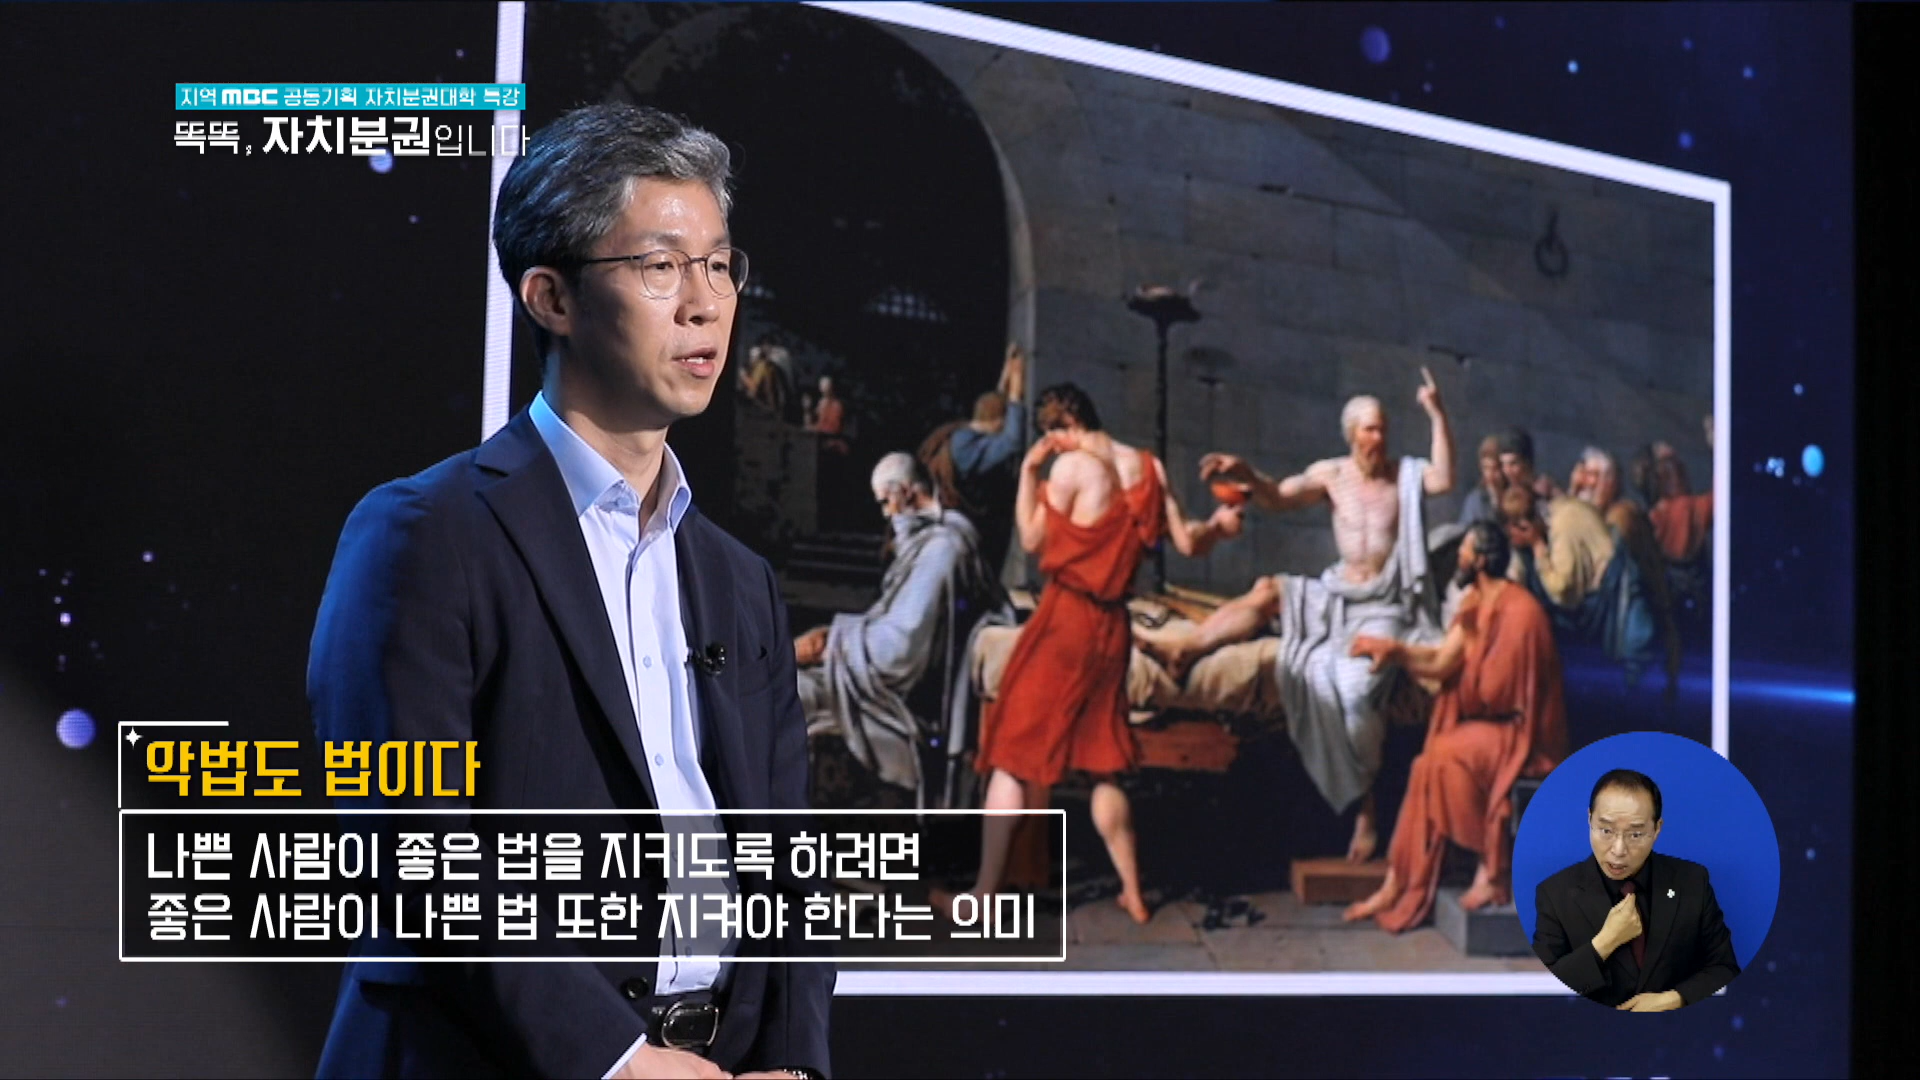 지역 MBC 공동기획 자치분권대학 특강
똑똑, 자치분권입니다
악법도 법이다
나쁜 사람이 좋은 법을 지키도록 하려면
좋은 사람이 나쁜 법 또한 지켜야 한다는 의미